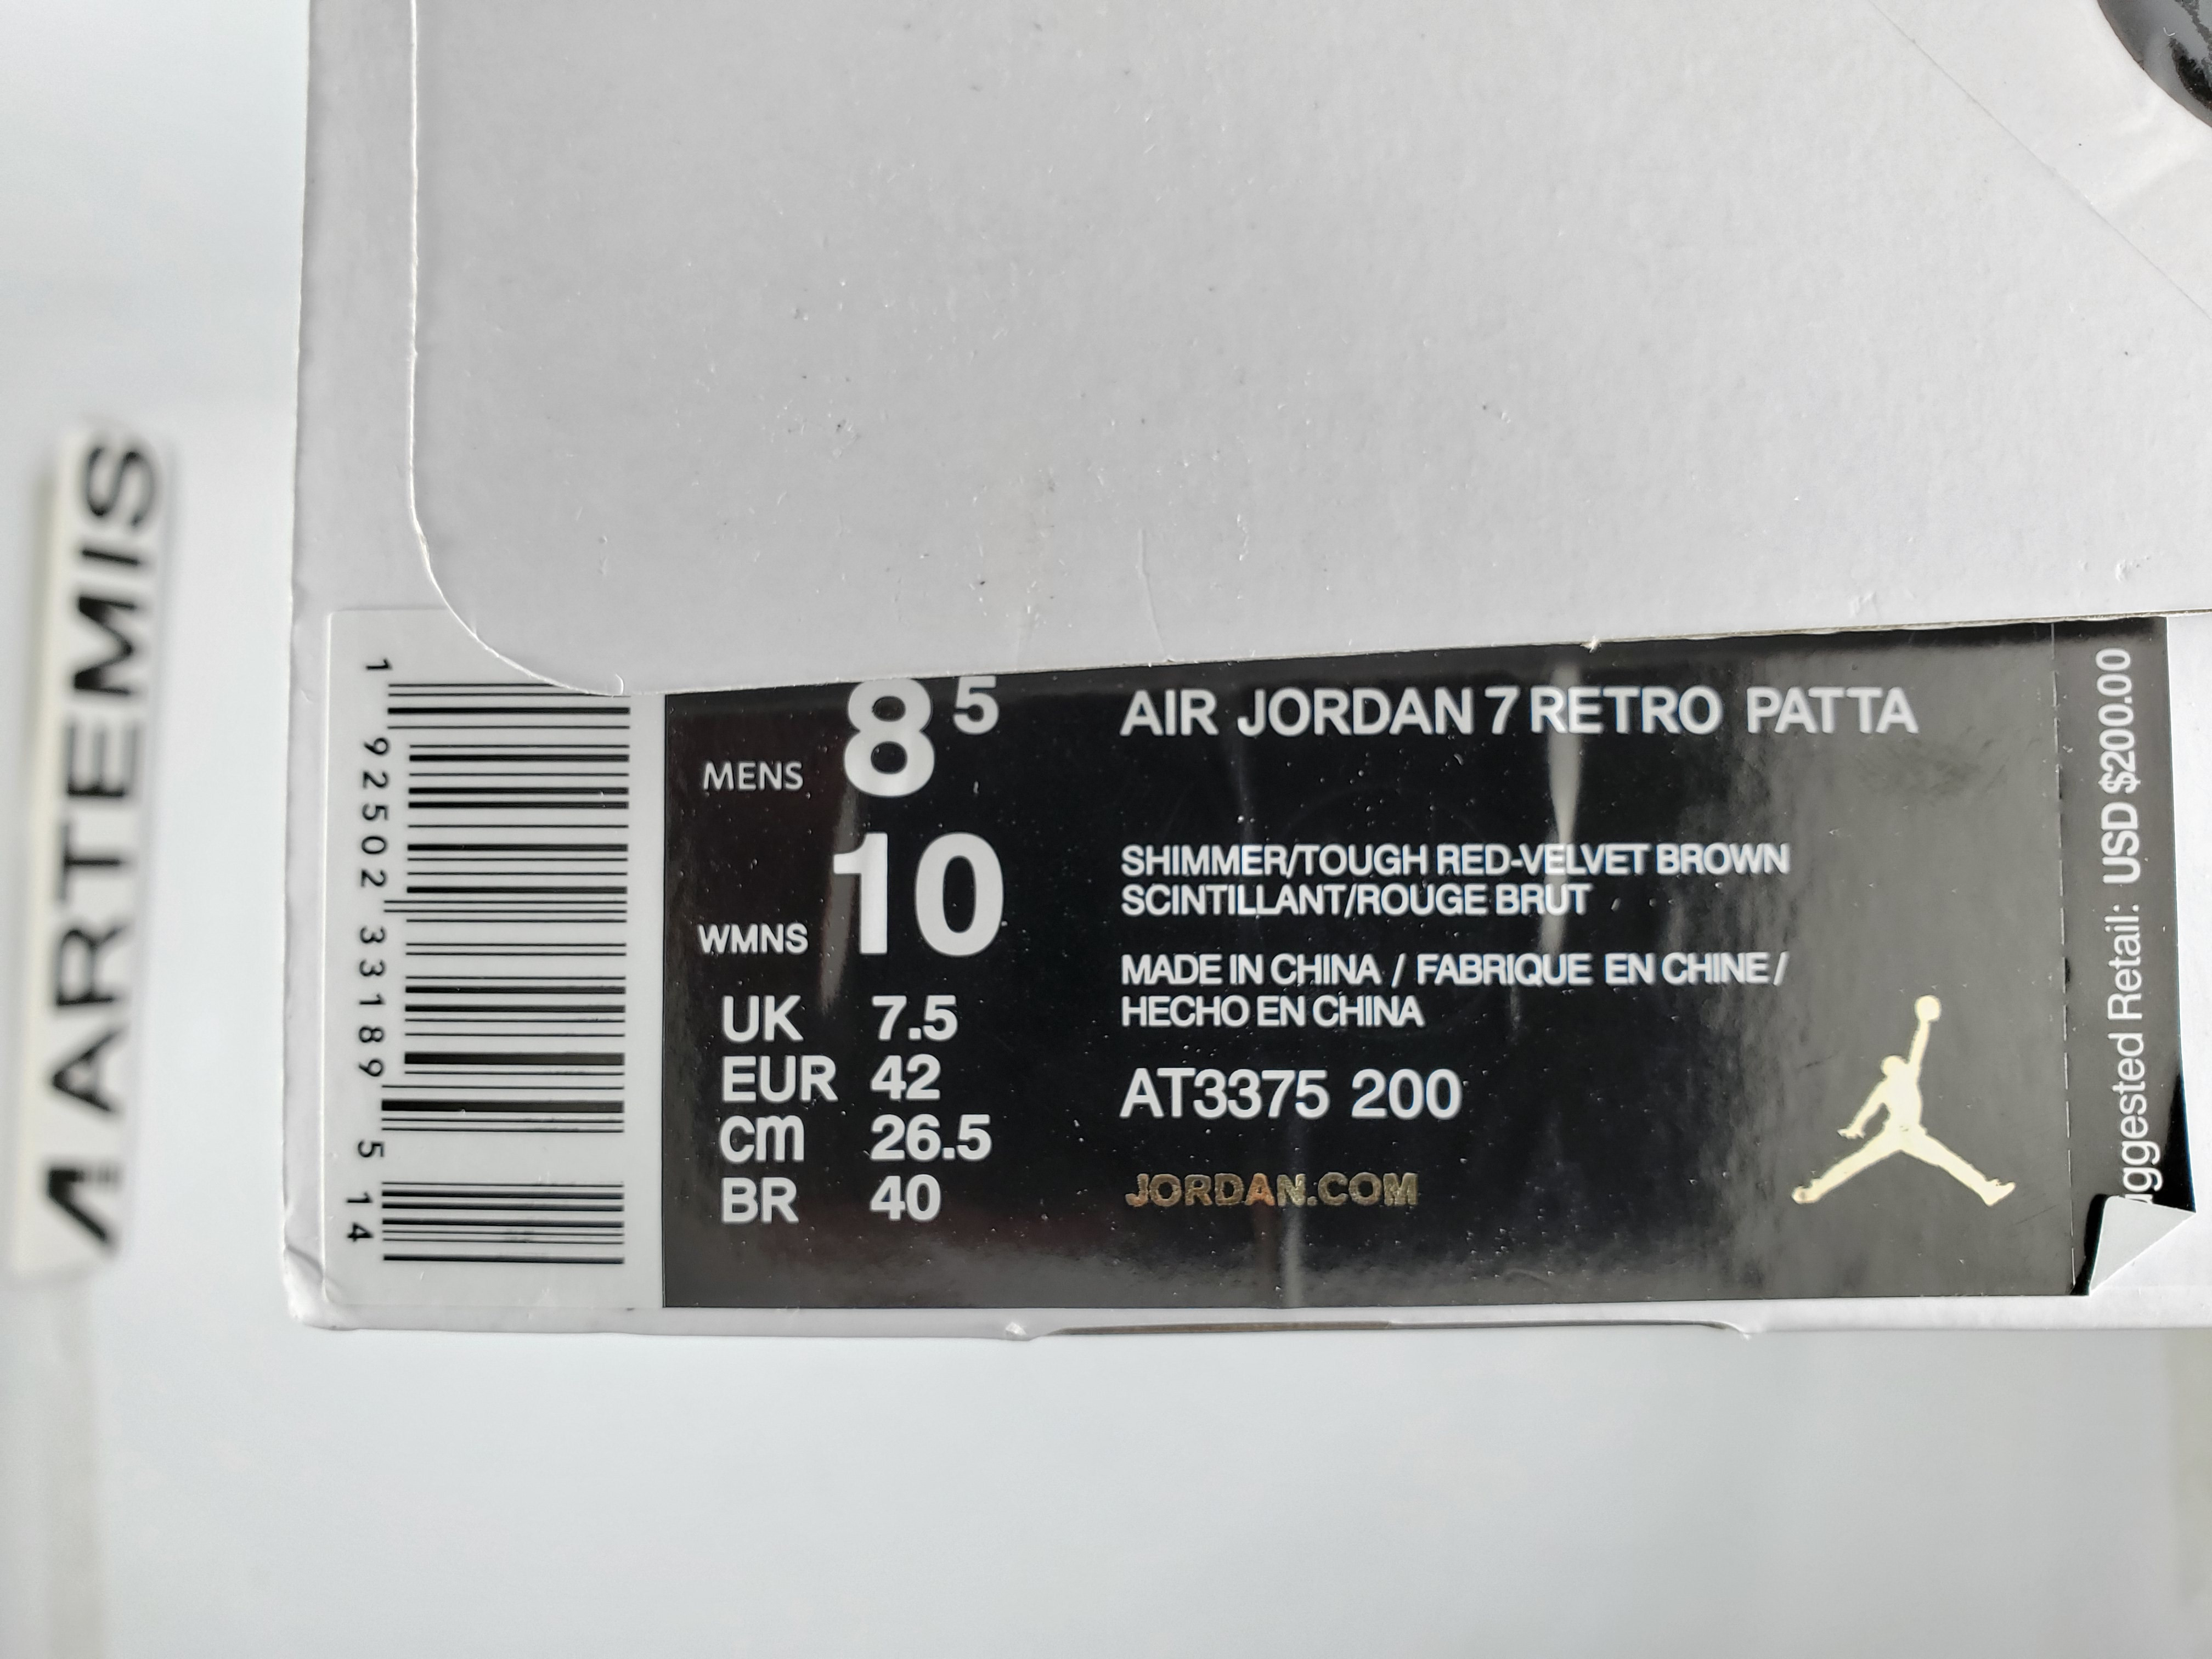 ARTEMIS
1 92502 33189 5 14
MENS 8 5
WMNS 10
UK 7.5
EUR 42
cm 26.5
BR 40
AIR JORDAN 7 RETRO PATTA
SHIMMER/TOUGH RED-VELVET BROWN
SCINTILLANT/ROUGE BRUT
MADE IN CHINA / FABRIQUE EN CHINE /
HECHO EN CHINA
AT3375 200
JORDAN.COM
uggested Retail: USD $200.00